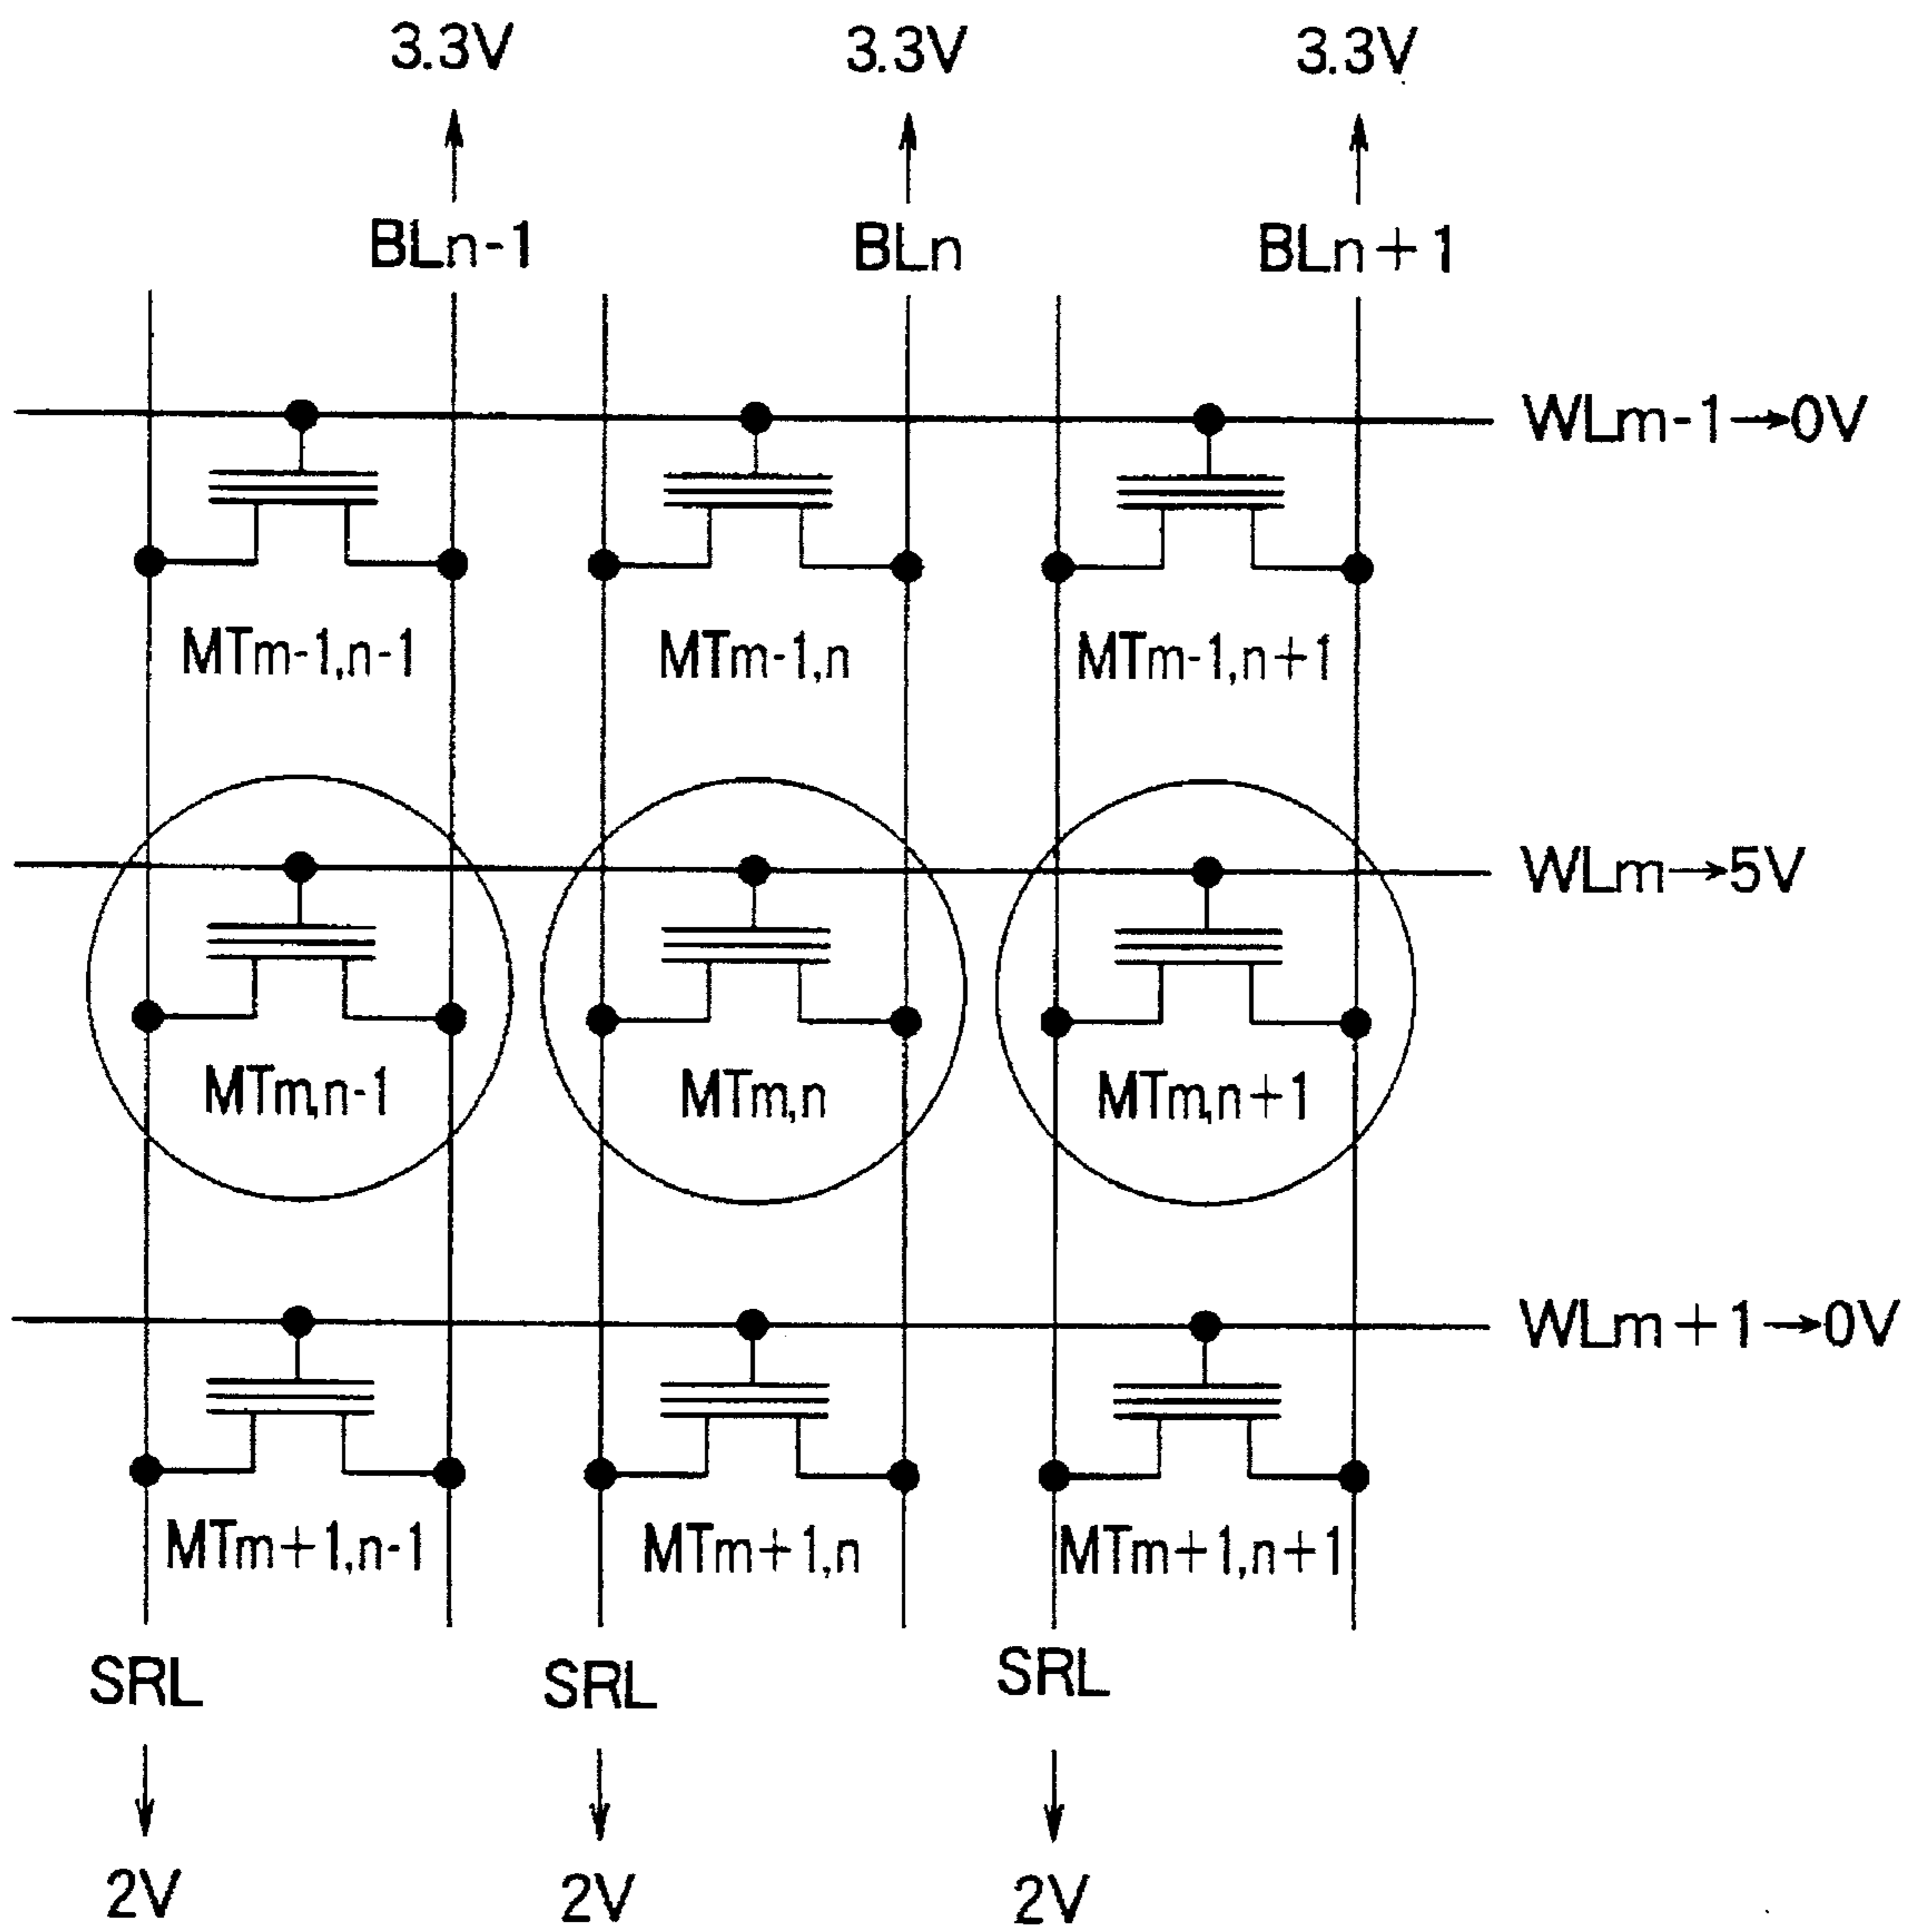 3.3V 3.3V 3.3V
BLn-1 BLn BLn+1
WLm-1→0V
MTm-1,n-1 MTm-1,n MTm-1,n+1
WLm→5V
MTm,n-1 MTm,n MTm,n+1
WLm+1→0V
MTm+1,n-1 MTm+1,n MTm+1,n+1
SRL SRL SRL
2V 2V 2V